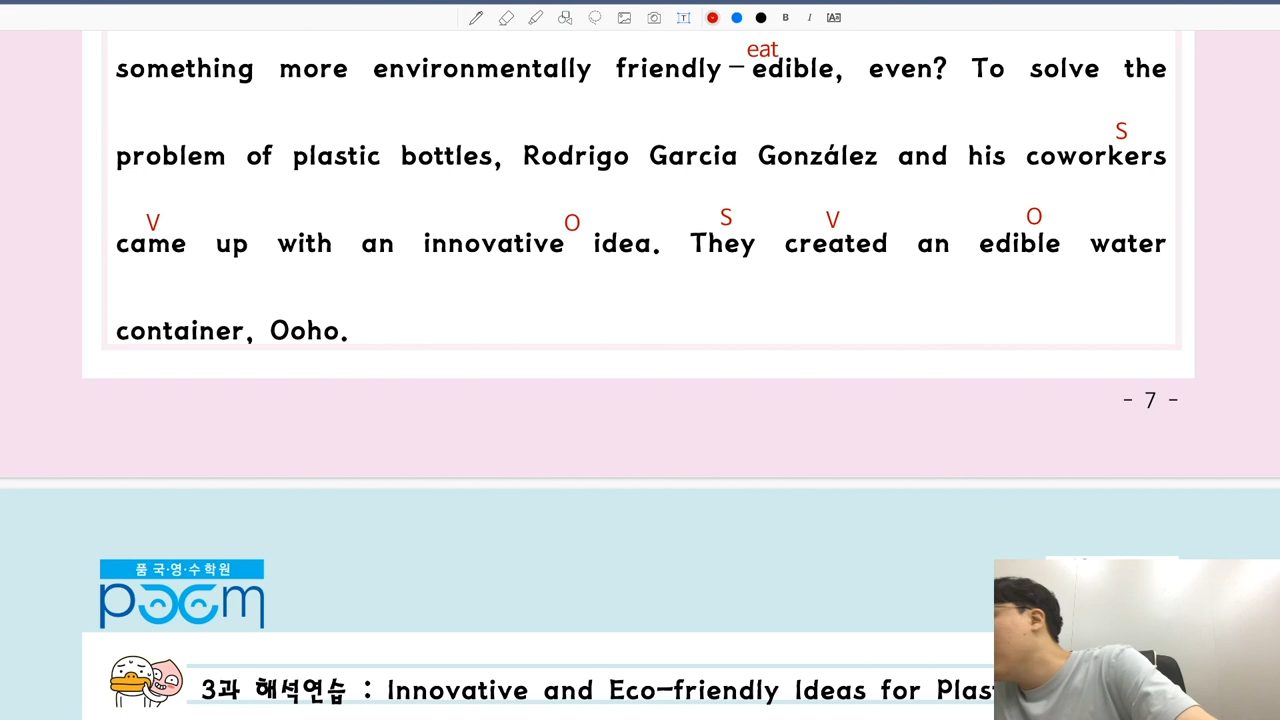 T
B
I
eat
something more environmentally friendly – edible, even? To solve the
S
problem of plastic bottles, Rodrigo Garcia González and his coworkers
V O S V O
came up with an innovative idea. They created an edible water
container, Ooho.
- 7 -
품 국·영·수학원
poem
3과 해석연습 : Innovative and Eco-friendly Ideas for